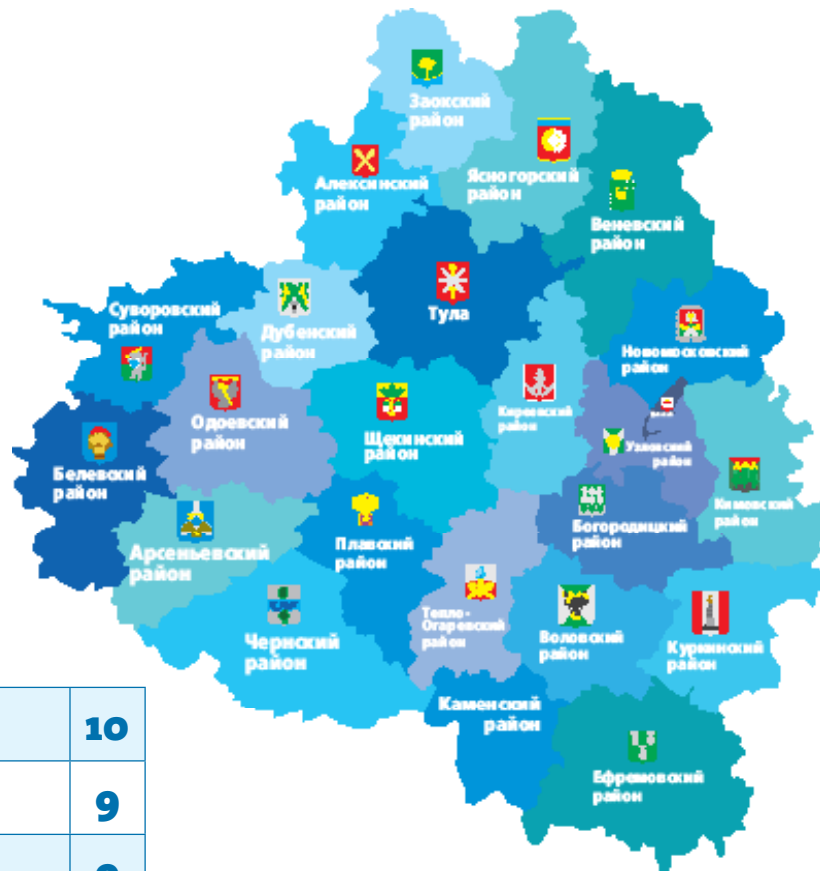 Заокский
район
Ясногорский
район
Алексинский
район
Веневский
район
Суворовский
район
Дубенский
район
Тула
Новомосковский
район
Одоевский
район
Щекинский
район
Киреевский
район
Узловский
район
Белевский
район
Кимовский
район
Богородицкий
район
Арсеньевский
район
Плавский
район
Тепло-
Огаревский
район
Воловский
район
Куркинский
район
Чернский
район
Каменский
район
Ефремовский
район
10
9